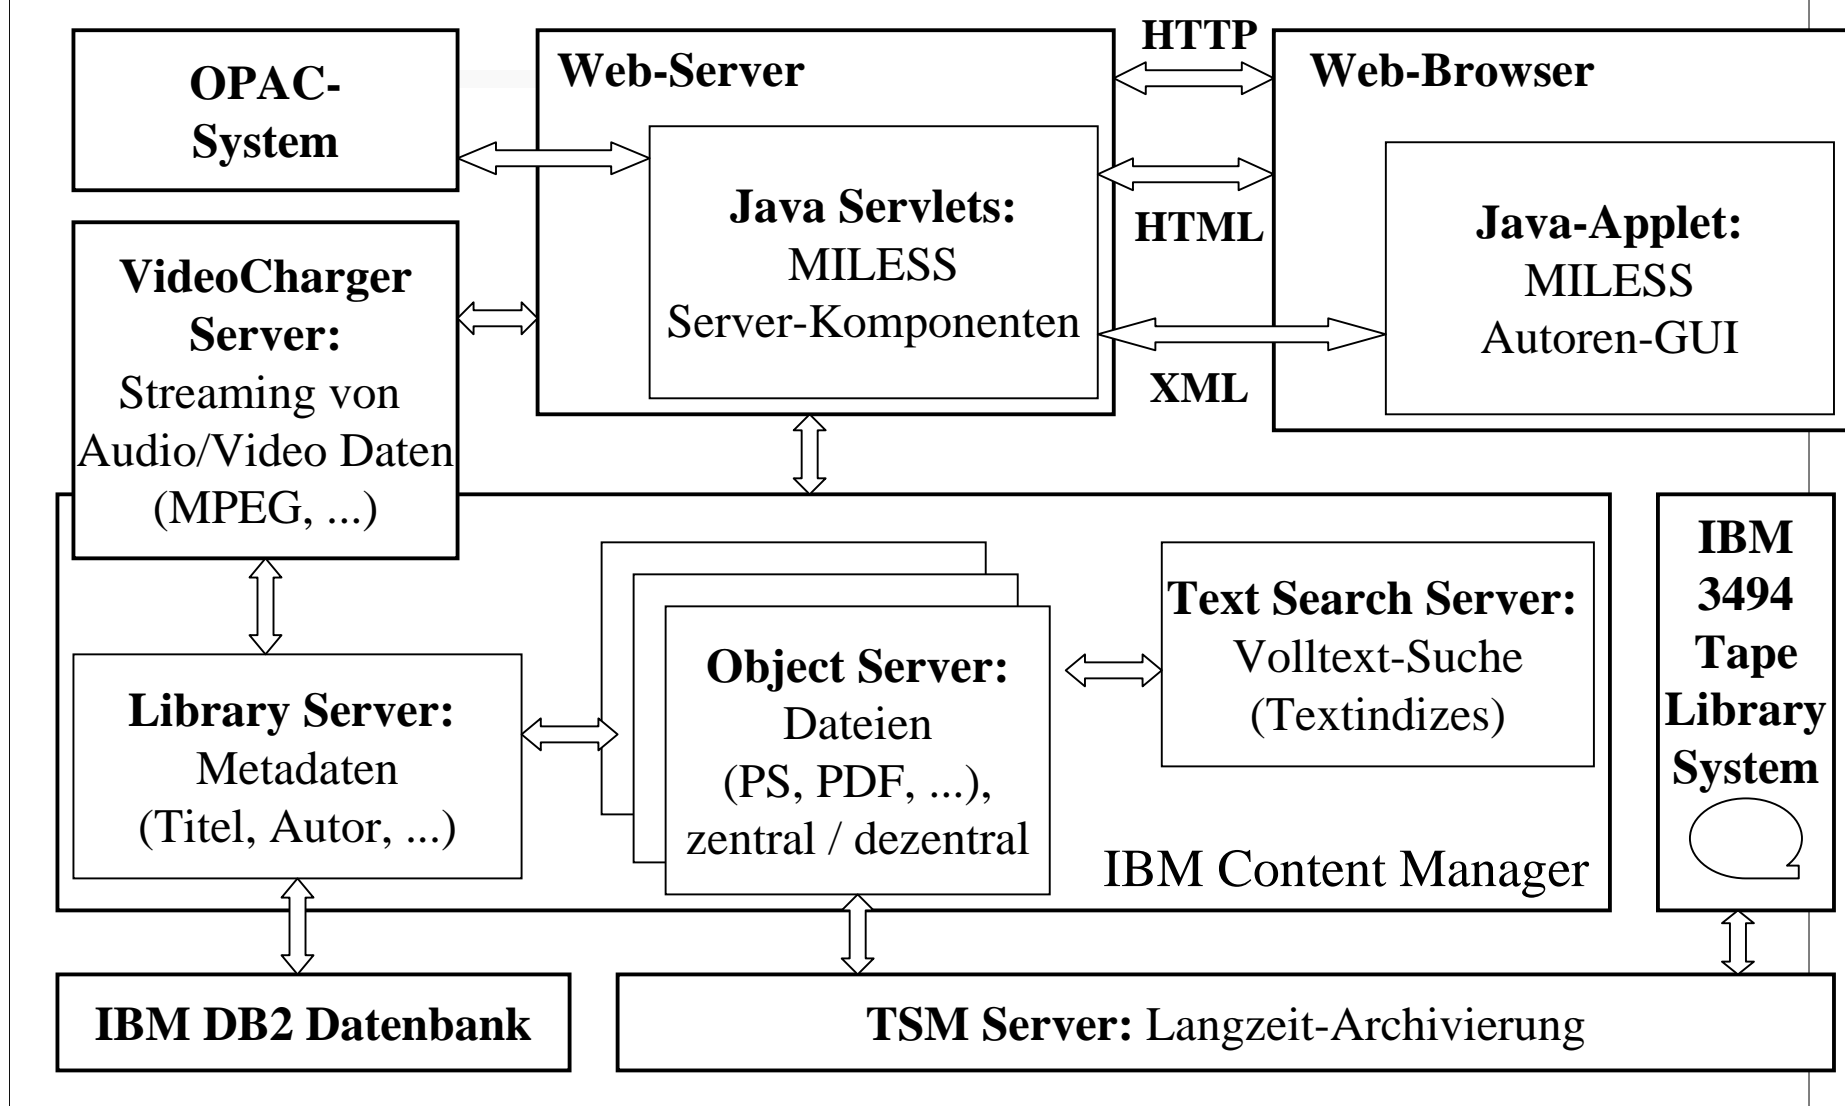 OPAC-
System
Web-Server
HTTP
Web-Browser
Java Servlets:
MILESS
Server-Komponenten
HTML
XML
Java-Applet:
MILESS
Autoren-GUI
VideoCharger
Server:
Streaming von
Audio/Video Daten
(MPEG, ...)
Library Server:
Metadaten
(Titel, Autor, ...)
Object Server:
Dateien
(PS, PDF, ...),
zentral / dezentral
Text Search Server:
Volltext-Suche
(Textindizes)
IBM Content Manager
IBM
3494
Tape
Library
System
IBM DB2 Datenbank
TSM Server: Langzeit-Archivierung